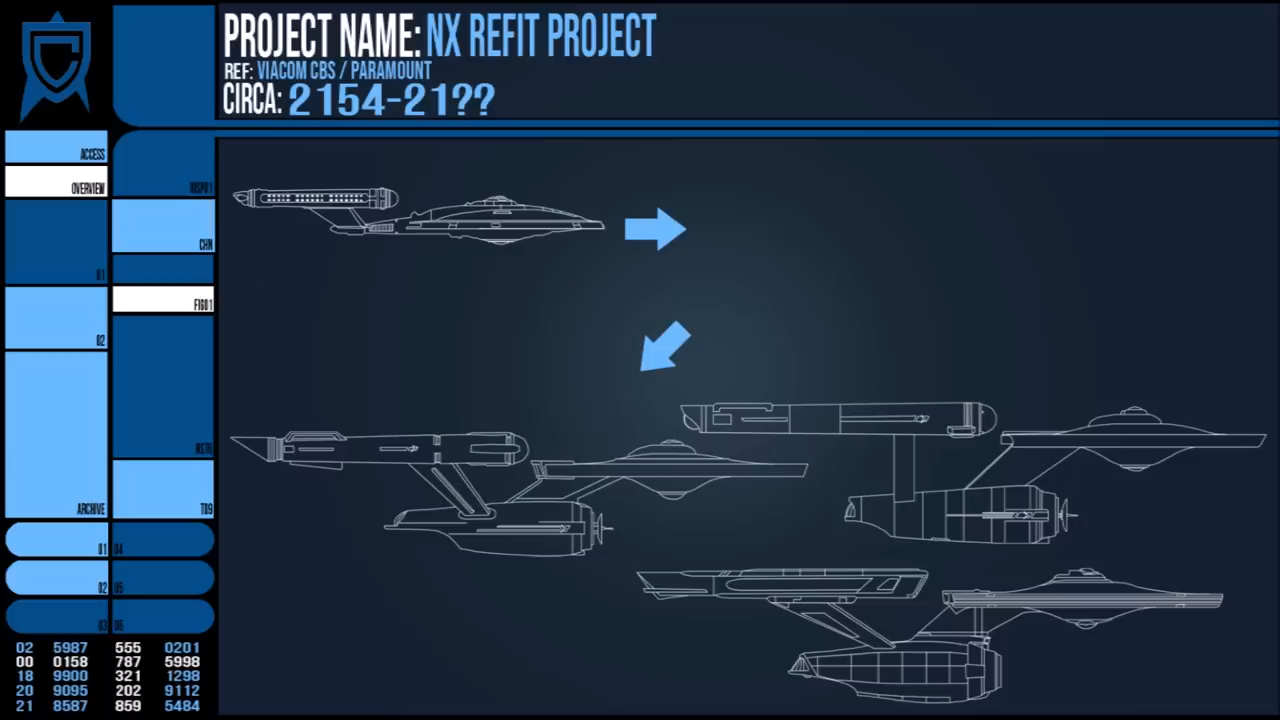 PROJECT NAME: NX REFIT PROJECT
REF: VIACOM CBS / PARAMOUNT
CIRCA: 2154-21??
ACCESS
OVERVIEW
01
02
ARCHIVE
01
02
03
CHN
F1601
T09
04
05
06
02 5987 555 0201
00 0158 787 5998
18 9900 321 1298
20 9095 202 9112
21 8587 859 5484